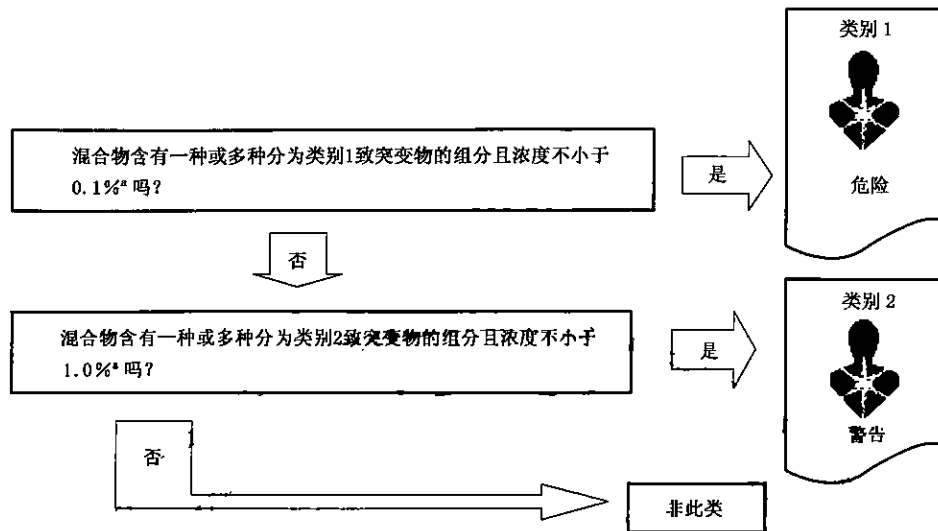 类别 1
危险
混合物含有一种或多种分为类别1致突变物的组分且浓度不小于
0.1%ᵃ 吗?
是
否
类别 2
警告
混合物含有一种或多种分为类别2致突变物的组分且浓度不小于
1.0%ᵃ 吗?
是
否
非此类